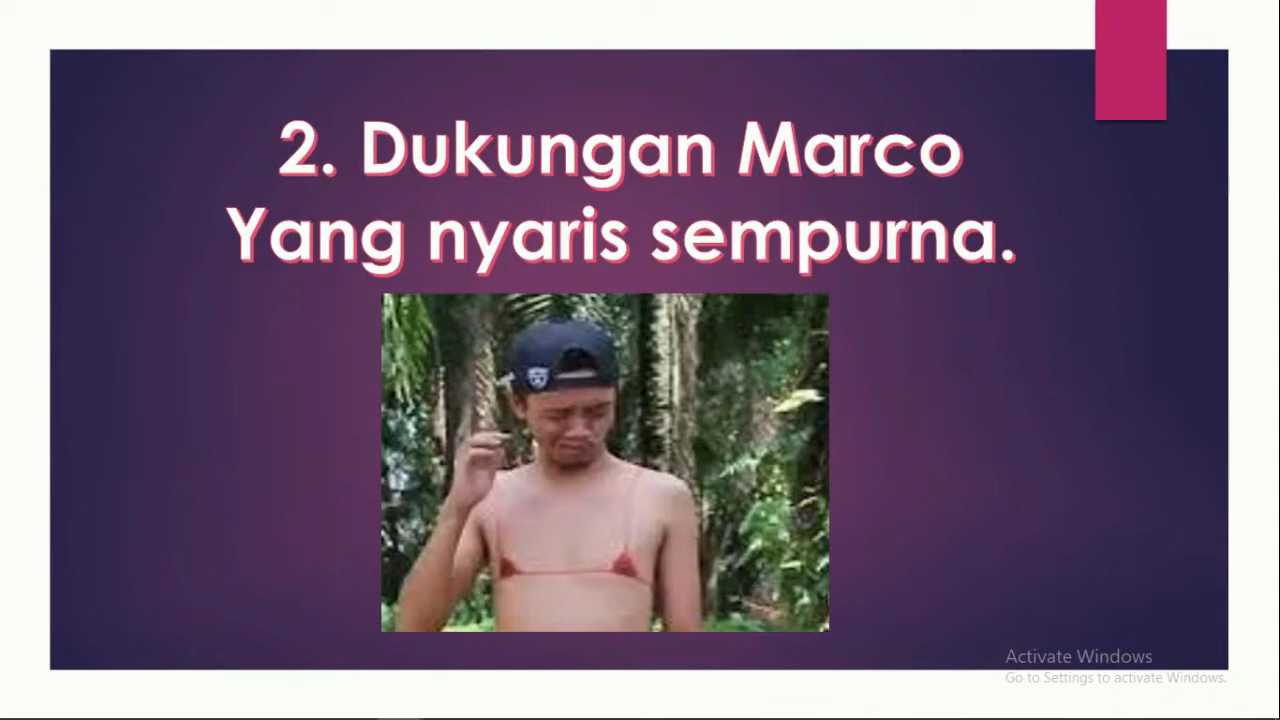 2. Dukungan Marco
Yang nyaris sempurna.
Activate Windows
Go to Settings to activate Windows.